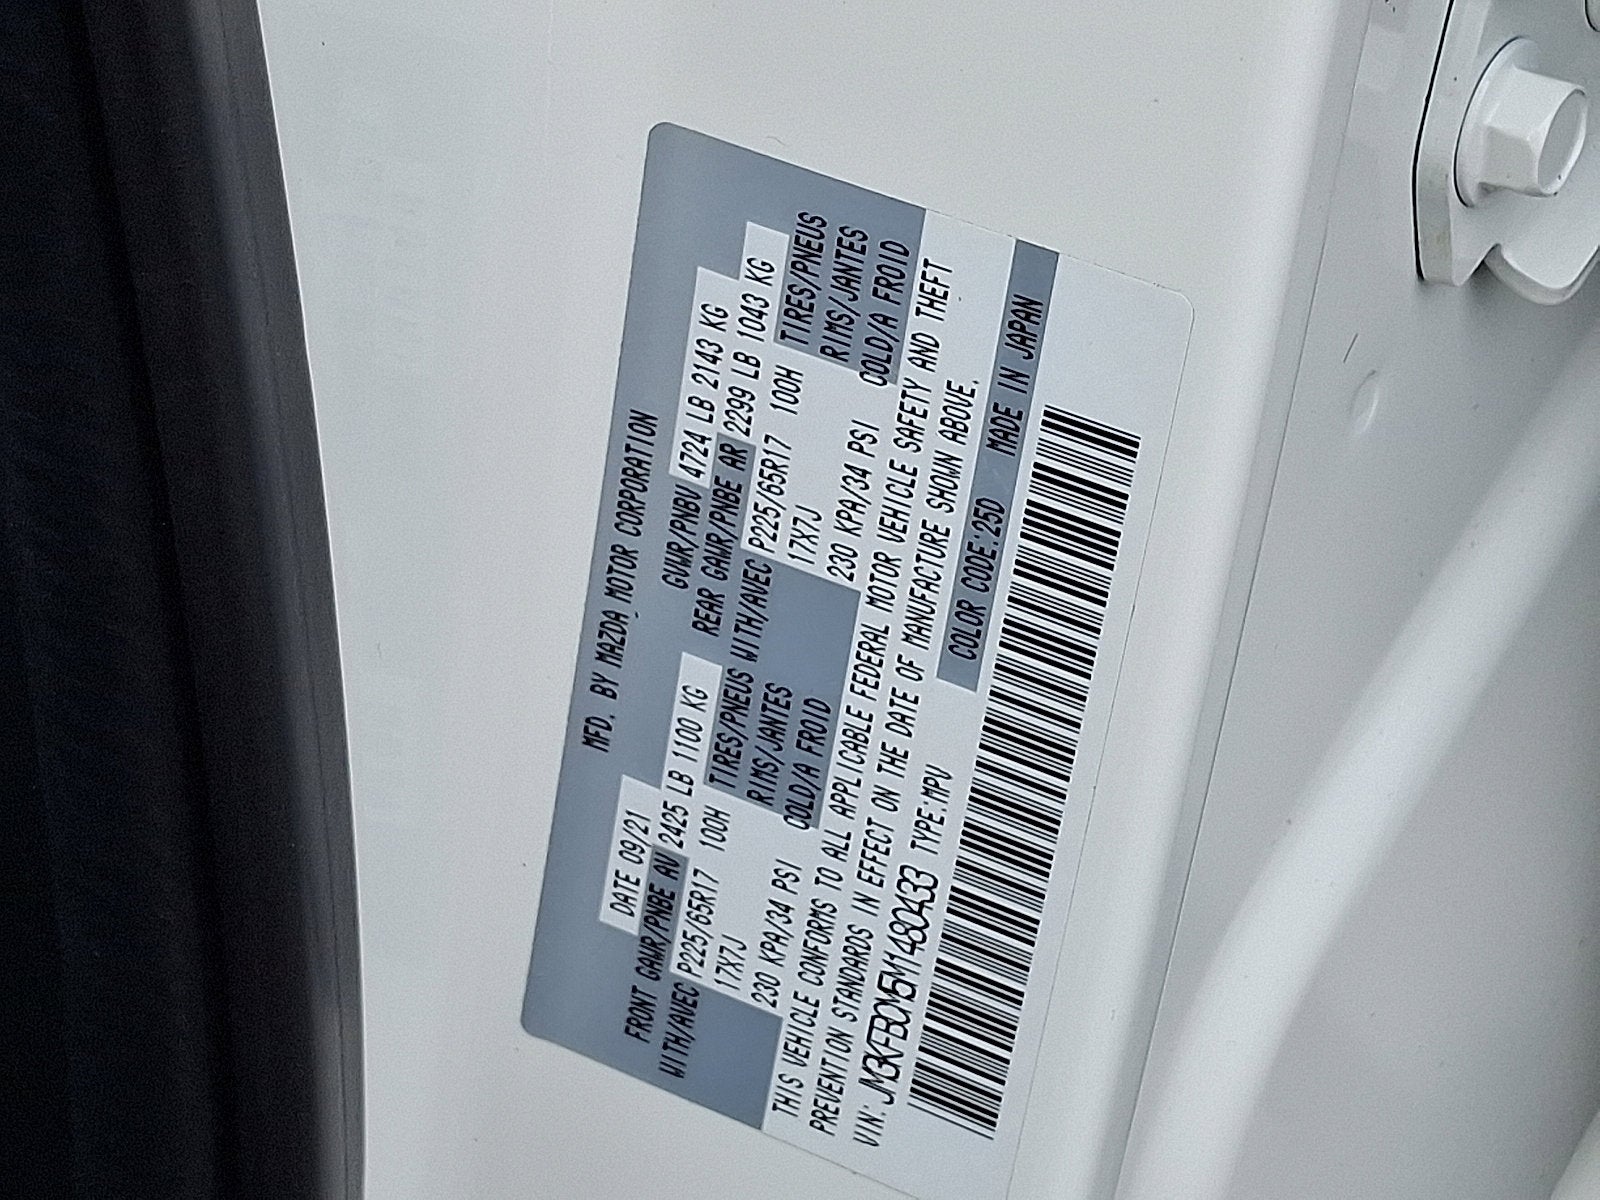 MFD. BY MAZDA MOTOR CORPORATION
DATE 09/21 GVWR/PNBV 4724 LB 2143 KG
FRONT GAWR/PNBE AV 2425 LB 1100 KG REAR GAWR/PNBE AR 2299 LB 1043 KG
WITH/AVEC P225/65R17 100H TIRES/PNEUS WITH/AVEC P225/65R17 100H TIRES/PNEUS
17X7J RIMS/JANTES 17X7J RIMS/JANTES
230 KPA/34 PSI COLD/A FROID 230 KPA/34 PSI COLD/A FROID
THIS VEHICLE CONFORMS TO ALL APPLICABLE FEDERAL MOTOR VEHICLE SAFETY AND THEFT
PREVENTION STANDARDS IN EFFECT ON THE DATE OF MANUFACTURE SHOWN ABOVE.
VIN: JM3KFBCM5M1480433 TYPE:MPV COLOR CODE:25D MADE IN JAPAN